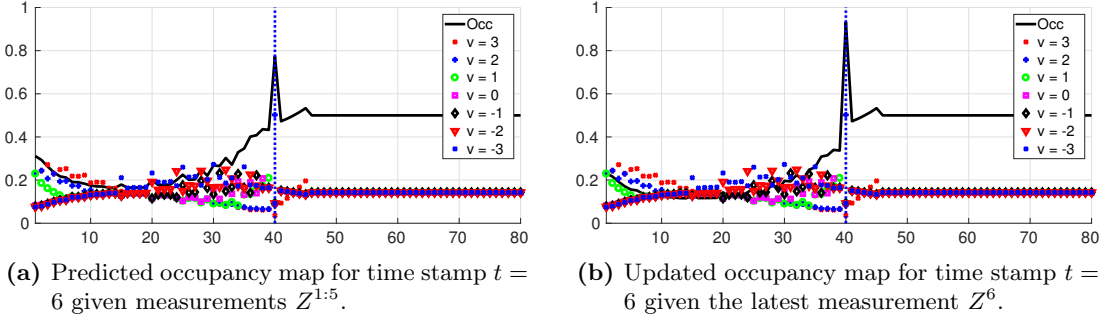 1
0.8
0.6
0.4
0.2
0
10 20 30 40 50 60 70 80
Occ
v = 3
v = 2
v = 1
v = 0
v = -1
v = -2
v = -3
(a) Predicted occupancy map for time stamp t =
6 given measurements Z^{1:5}.
1
0.8
0.6
0.4
0.2
0
10 20 30 40 50 60 70 80
Occ
v = 3
v = 2
v = 1
v = 0
v = -1
v = -2
v = -3
(b) Updated occupancy map for time stamp t =
6 given the latest measurement Z^6.